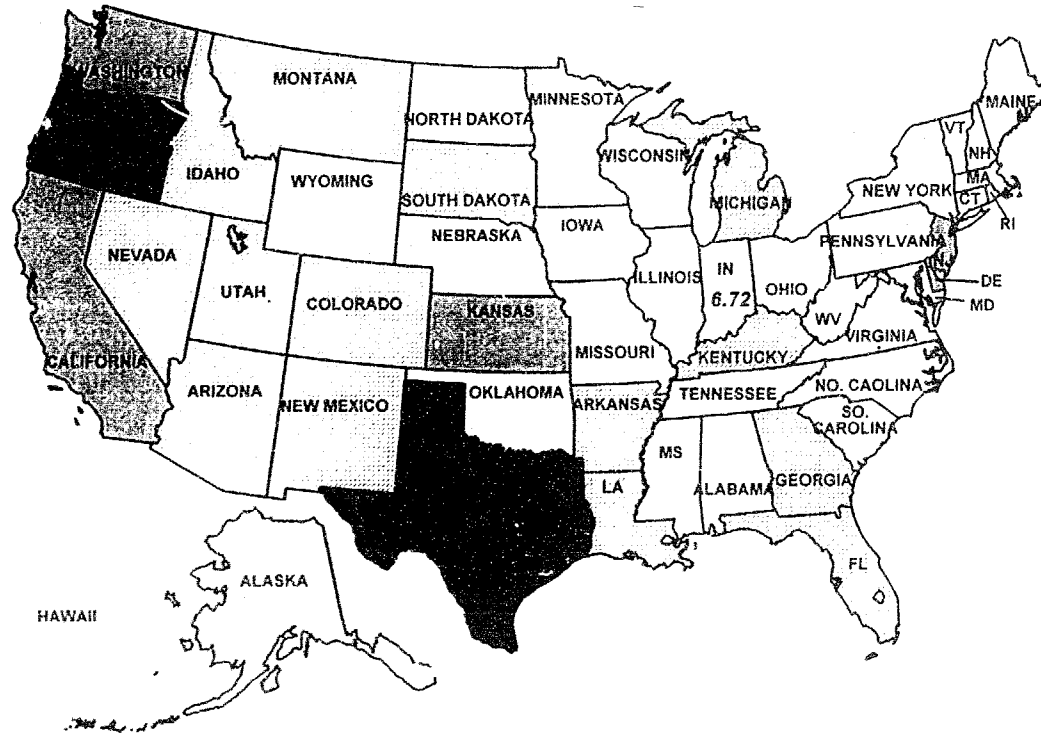 WASHINGTON
MONTANA
NORTH DAKOTA
MINNESOTA
MAINE
VT
NH
IDAHO
WYOMING
SOUTH DAKOTA
WISCONSIN
MICHIGAN
NEW YORK
MA
CT
RI
NEVADA
UTAH
COLORADO
NEBRASKA
IOWA
ILLINOIS
IN
6.72
OHIO
PENNSYLVANIA
DE
MD
CALIFORNIA
KANSAS
MISSOURI
KENTUCKY
WV
VIRGINIA
ARIZONA
NEW MEXICO
OKLAHOMA
ARKANSAS
TENNESSEE
NO. CAOLINA
SO.
CAROLINA
LA
MS
ALABAMA
GEORGIA
FL
ALASKA
HAWAII